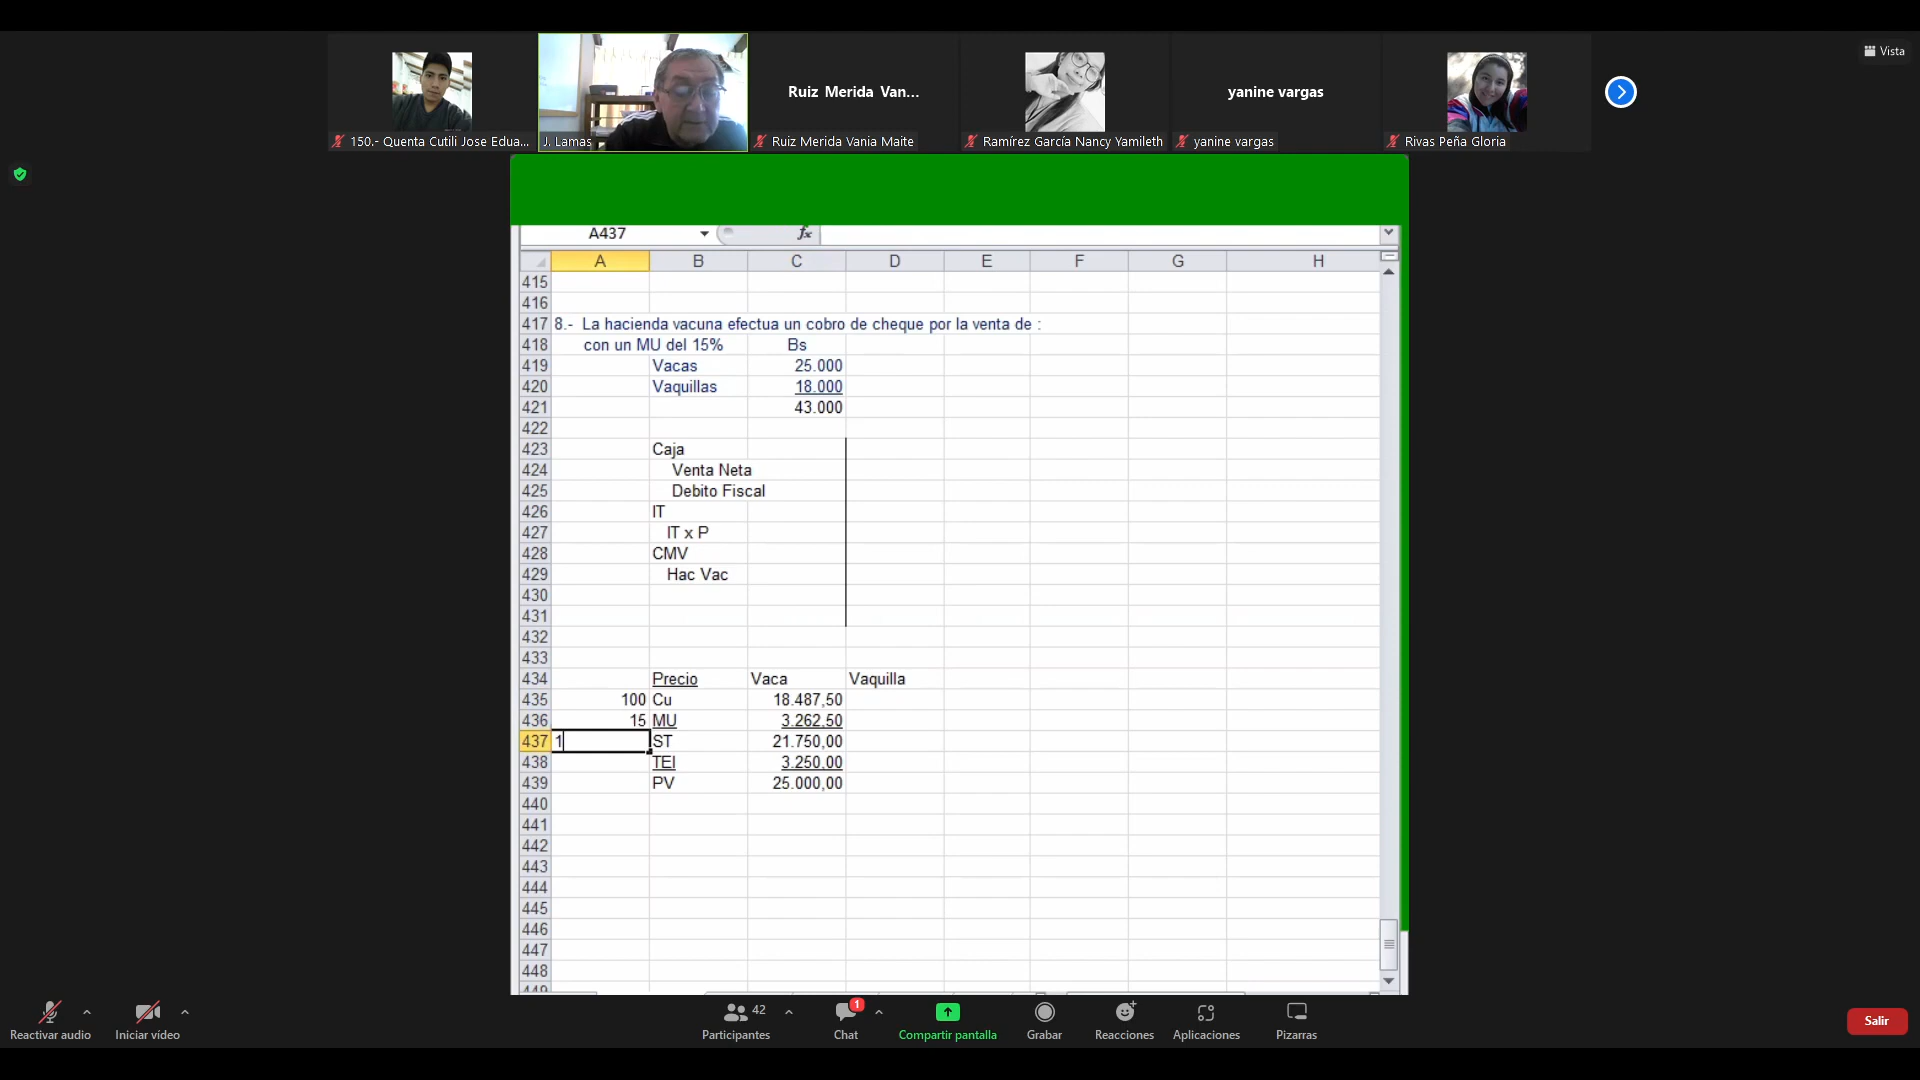 Vista
Ruiz Merida Van...
yanine vargas
150.- Quenta Cutili Jose Edua...
J. Lamas
Ruiz Merida Vania Maite
Ramírez García Nancy Yamileth
yanine vargas
Rivas Peña Gloria
A437 fx
A B C D E F G H
415
416
417 8.- La hacienda vacuna efectua un cobro de cheque por la venta de :
418 con un MU del 15% Bs
419 Vacas 25.000
420 Vaquillas 18.000
421 43.000
422
423 Caja
424 Venta Neta
425 Debito Fiscal
426 IT
427 IT x P
428 CMV
429 Hac Vac
430
431
432
433
434 Precio Vaca Vaquilla
435 100 Cu 18.487,50
436 15 MU 3.262,50
437 1 ST 21.750,00
438 TEI 3.250,00
439 PV 25.000,00
440
441
442
443
444
445
446
447
448
449
Reactivar audio
Iniciar vídeo
42
Participantes
1
Chat
Compartir pantalla
Grabar
Reacciones
Aplicaciones
Pizarras
Salir